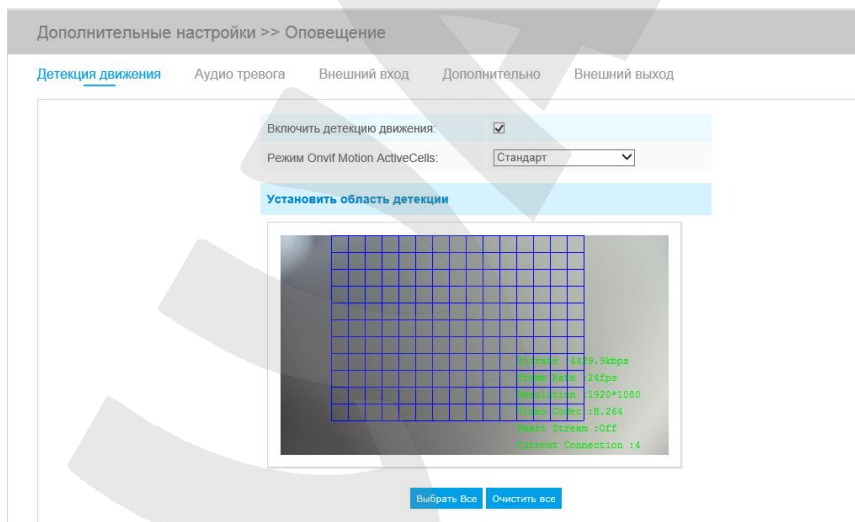 Дополнительные настройки >> Оповещение
Детекция движения Аудио тревога Внешний вход Дополнительно Внешний выход
Включить детекцию движения:
Режим Onvif Motion ActiveCells: Стандарт
Установить область детекции
Bitrate :4429.9kbps
Frame Rate :24fps
Resolution :1920*1080
Video Codec :H.264
Smart Stream :Off
Current Connection :4
Выбрать Все Очистить все